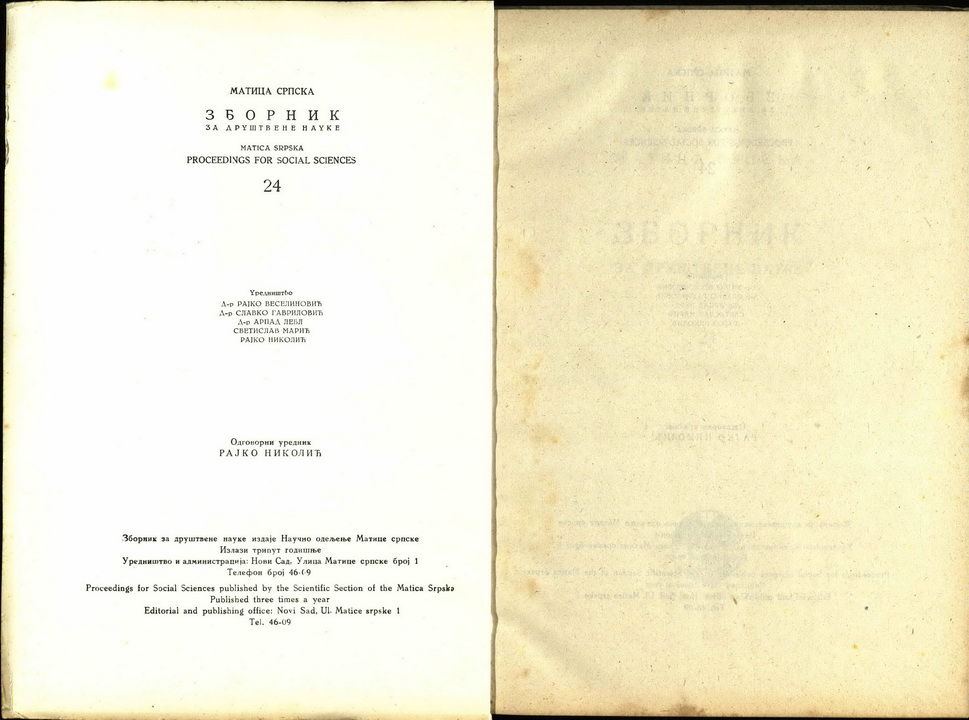 МАТИЦА СРПСКА
ЗБОРНИК
ЗА ДРУШТВЕНЕ НАУКЕ
MATICA SRPSKA
PROCEEDINGS FOR SOCIAL SCIENCES
24
Уредништво
Д-р РАЈКО ВЕСЕЛИНОВИЋ
Д-р СЛАВКО ГАВРИЛОВИЋ
Д-р АРПАД ЛЕБЛ
СВЕТИСЛАВ МАРИЋ
РАЈКО НИКОЛИЋ
Одговорни уредник
РАЈКО НИКОЛИЋ
Зборник за друштвене науке издаје Научно одељење Матице српске
Излази трипут годишње
Уредништво и администрација: Нови Сад, Улица Матице српске број 1
Телефон број 46-09
Proceedings for Social Sciences published by the Scientific Section of the Matica Srpska
Published three times a year
Editorial and publishing office: Novi Sad, Ul. Matice srpske 1
Tel. 46-09